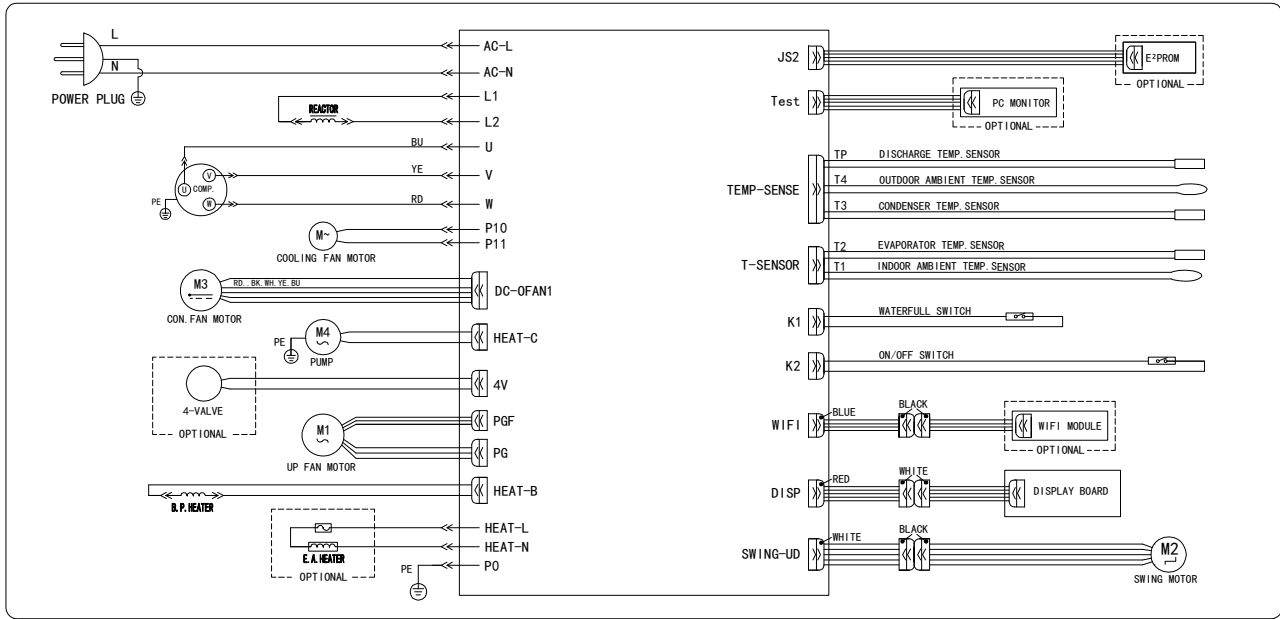 L
N
POWER PLUG
REACTOR
BU
YE
RD
V
U
COMP.
W
PE
M~
COOLING FAN MOTOR
M3
RD..BK.WH.YE.BU
CON.FAN MOTOR
PE
M4
PUMP
4-VALVE
OPTIONAL
M1
UP FAN MOTOR
B.P.HEATER
E.A.HEATER
OPTIONAL
PE
AC-L
AC-N
L1
L2
U
V
W
P10
P11
DC-OFAN1
HEAT-C
4V
PGF
PG
HEAT-B
HEAT-L
HEAT-N
P0
JS2
E²PROM
OPTIONAL
Test
PC MONITOR
OPTIONAL
TEMP-SENSE
TP DISCHARGE TEMP.SENSOR
T4 OUTDOOR AMBIENT TEMP.SENSOR
T3 CONDENSER TEMP.SENSOR
T-SENSOR
T2 EVAPORATOR TEMP.SENSOR
T1 INDOOR AMBIENT TEMP.SENSOR
K1
WATERFULL SWITCH
K2
ON/OFF SWITCH
WIFI
BLUE
BLACK
WIFI MODULE
OPTIONAL
DISP
RED
WHITE
DISPLAY BOARD
SWING-UD
WHITE
BLACK
M2
SWING MOTOR